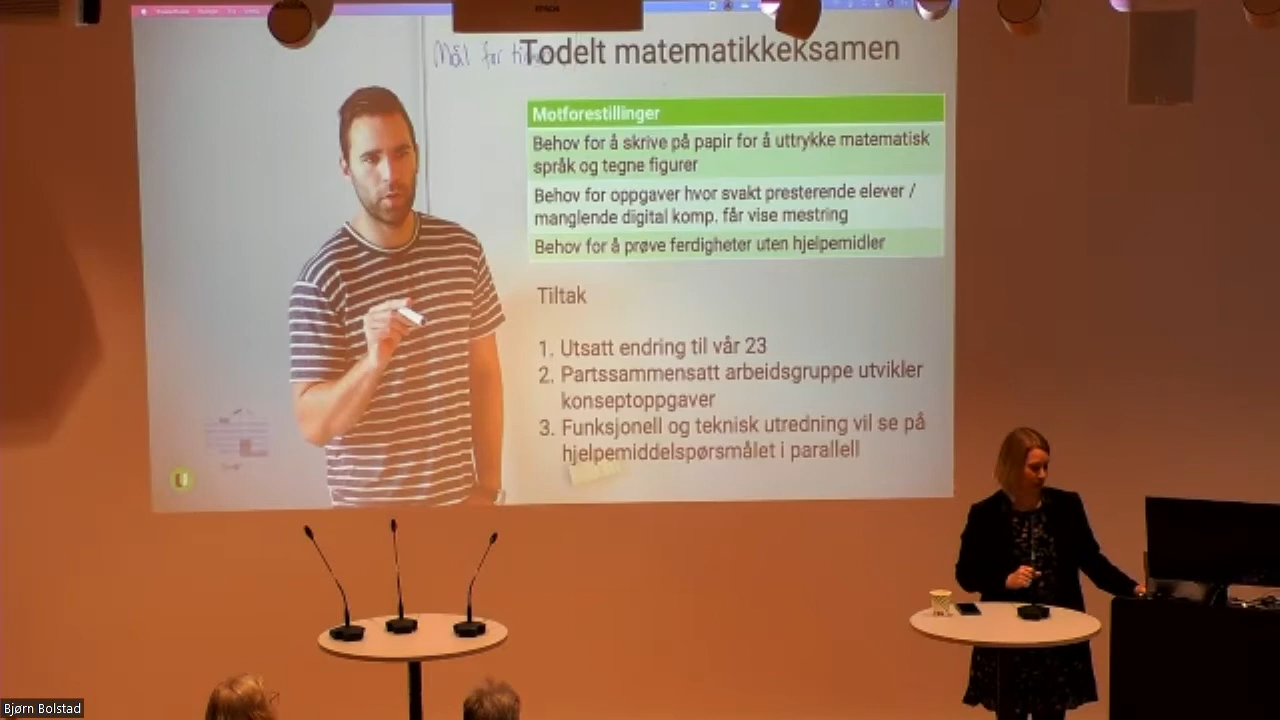 EPSON
Mål for
Todelt matematikkeksamen
Motforestillinger
Behov for å skrive på papir for å uttrykke matematisk
språk og tegne figurer
Behov for oppgaver hvor svakt presterende elever /
manglende digital komp. får vise mestring
Behov for å prøve ferdigheter uten hjelpemidler
Tiltak
1. Utsatt endring til vår 23
2. Partssammensatt arbeidsgruppe utvikler
konseptoppgaver
3. Funksjonell og teknisk utredning vil se på
hjelpemiddelspørsmålet i parallell
U
Bjørn Bolstad